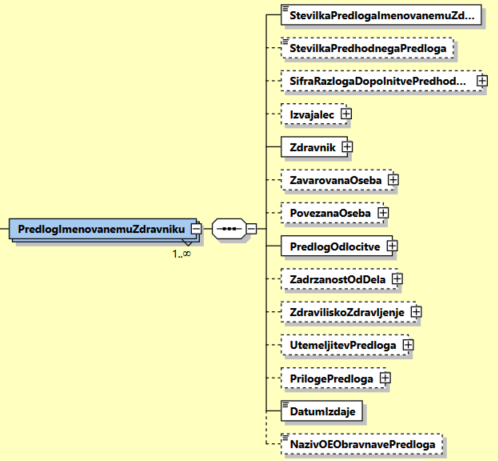 StevilkaPredlogaImenovanemuZd...
StevilkaPredhodnegaPredloga
SifraRazlogaDopolnitvePredhod...
Izvajalec
Zdravnik
ZavarovanaOseba
PovezanaOseba
PredlogImenovanemuZdravniku
1..∞
PredlogOdlocitve
ZadrzanostOdDela
ZdraviliskoZdravljenje
UtemeljitevPredloga
PrilogePredloga
DatumIzdaje
NazivOEObravnavePredloga